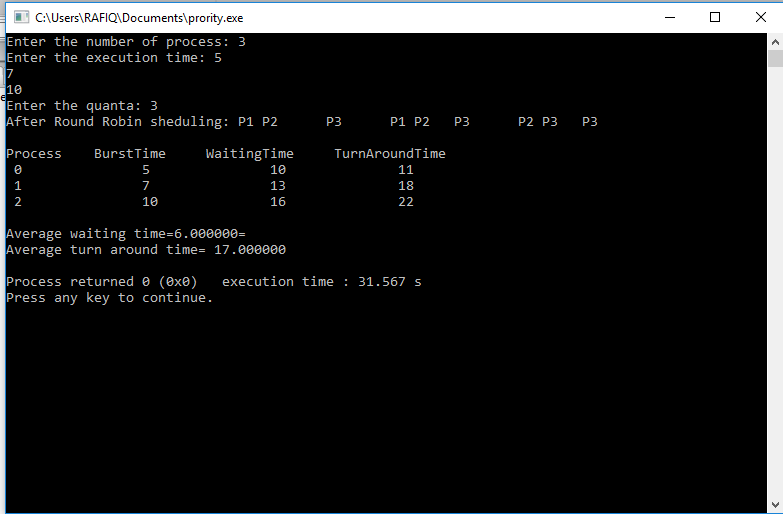 C:\Users\RAFIQ\Documents\prority.exe
Enter the number of process: 3
Enter the execution time: 5
7
10
Enter the quanta: 3
After Round Robin sheduling: P1 P2      P3      P1 P2   P3      P2 P3   P3
Process    BurstTime     WaitingTime     TurnAroundTime
0               5               10              11
1               7               13              18
2               10              16              22
Average waiting time=6.000000=
Average turn around time= 17.000000
Process returned 0 (0x0)   execution time : 31.567 s
Press any key to continue.